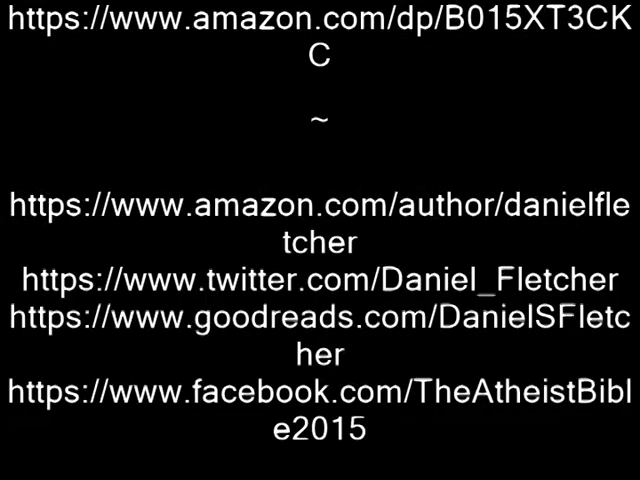 https://www.amazon.com/dp/B015XT3CK
C
~
https://www.amazon.com/author/danielfle
tcher
https://www.twitter.com/Daniel_Fletcher
https://www.goodreads.com/DanielSFletc
her
https://www.facebook.com/TheAtheistBibl
e2015